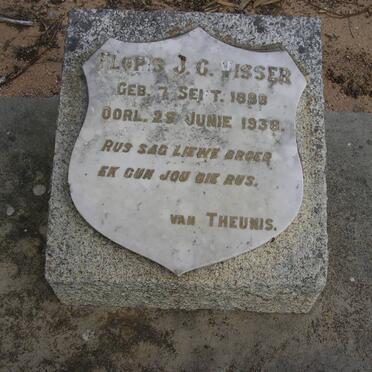 FLORIS J. G. VISSER
GEB. 7 SEPT. 1898
OORL. 29 JUNIE 1938.
RUS SAG LIEWE BROER
EK GUN JOU DIE RUS.
VAN THEUNIS.